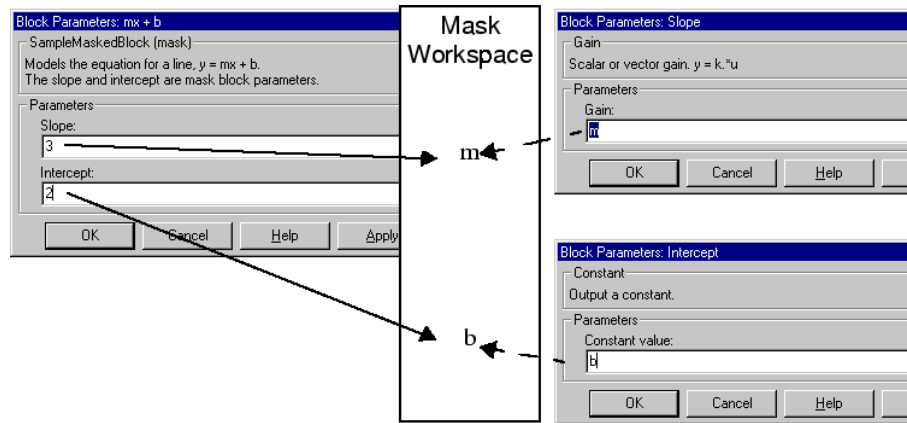 Block Parameters: mx + b
SampleMaskedBlock (mask)
Models the equation for a line, y = mx + b.
The slope and intercept are mask block parameters.
Parameters
Slope:
3
Intercept:
2
OK
Cancel
Help
Apply
Mask
Workspace
m
b
Block Parameters: Slope
Gain
Scalar or vector gain. y = k.*u
Parameters
Gain:
m
OK
Cancel
Help
Block Parameters: Intercept
Constant
Output a constant.
Parameters
Constant value:
b
OK
Cancel
Help